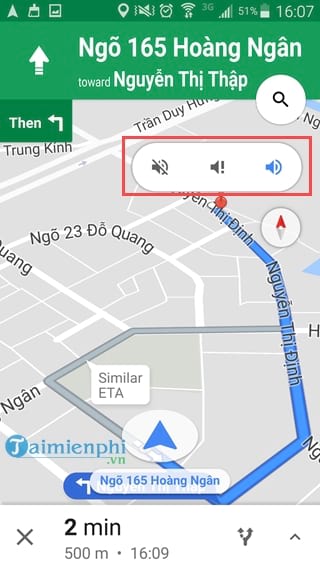 3G 51% 16:07
Ngõ 165 Hoàng Ngân
toward Nguyễn Thị Thập
Then
Trần Duy Hưng
Trung Kính
Nguyễn Thị Định
Ngõ 23 Đỗ Quang
Quang
Nguyễn Thị Định
H
Similar
ETA
Ngân
Taimienphi
.vn
Ng
Ngõ 165 Hoàng Ngân
2 min
500 m • 16:09